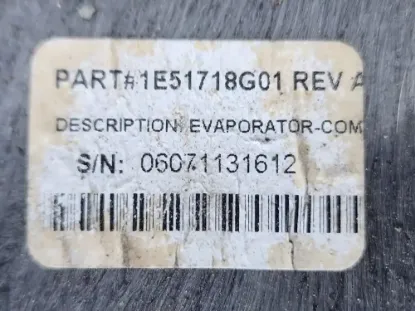 PART#1E51718G01 REV A
DESCRIPTION: EVAPORATOR-COM
S/N: 06071131612